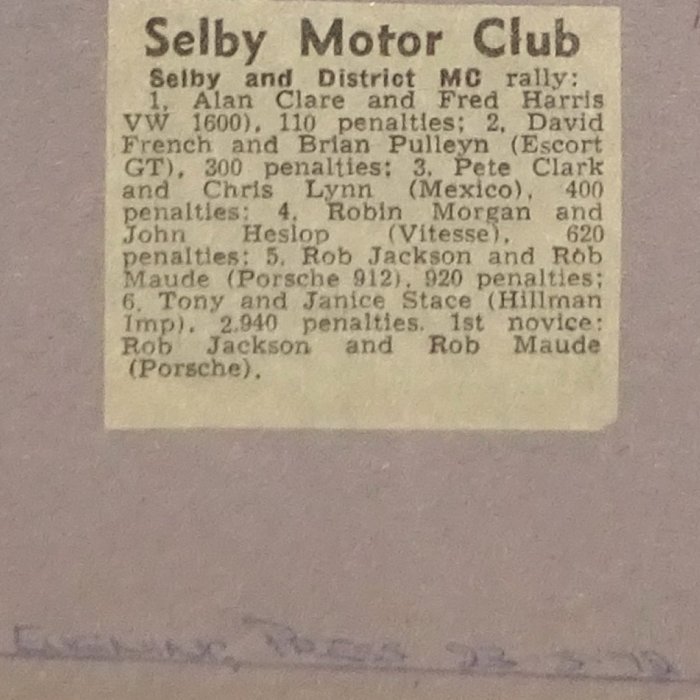 Selby Motor Club
Selby and District MC rally:
1, Alan Clare and Fred Harris
VW 1600), 110 penalties; 2, David
French and Brian Pulleyn (Escort
GT), 300 penalties; 3, Pete Clark
and Chris Lynn (Mexico), 400
penalties; 4, Robin Morgan and
John Heslop (Vitesse), 620
penalties; 5, Rob Jackson and Rob
Maude (Porsche 912), 920 penalties;
6, Tony and Janice Stace (Hillman
Imp), 2,940 penalties. 1st novice:
Rob Jackson and Rob Maude
(Porsche).